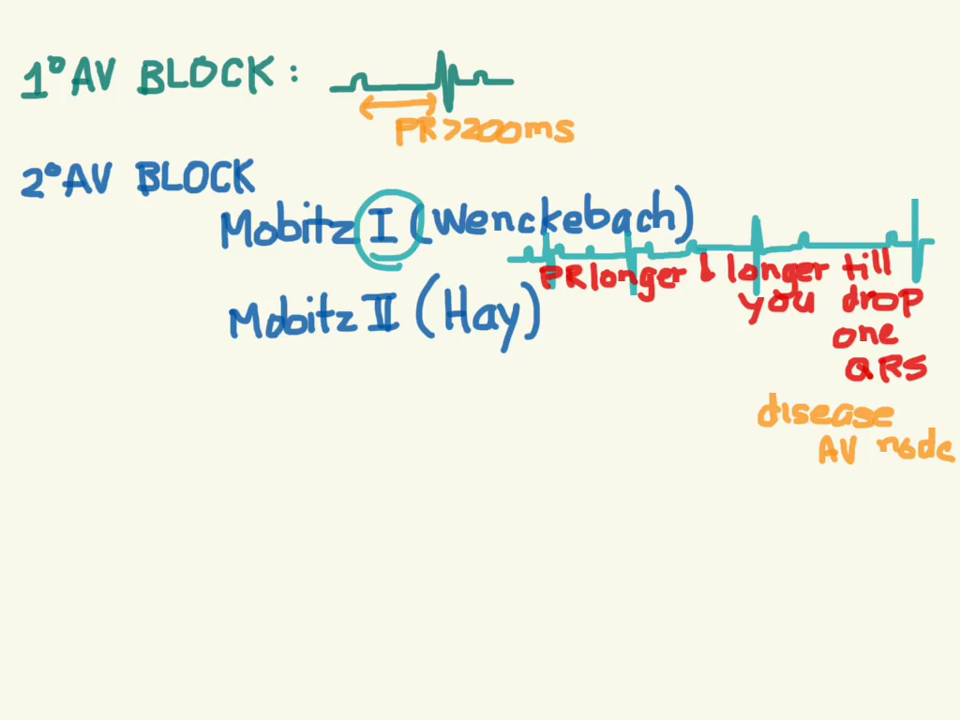 1° AV BLOCK:
PR>200ms
2° AV BLOCK
Mobitz I (Wenckebach)
PR longer & longer till
you drop
one
QRS
Mobitz II (Hay)
disease
AV node